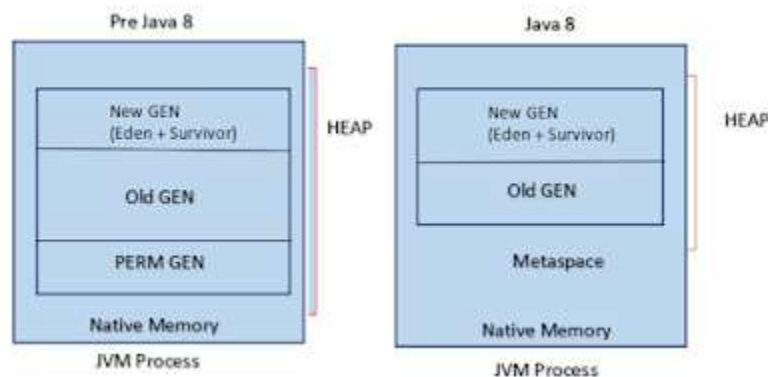 Pre Java 8
New GEN
(Eden + Survivor)
Old GEN
PERM GEN
Native Memory
JVM Process
HEAP
Java 8
New GEN
(Eden + Survivor)
Old GEN
Metaspace
Native Memory
JVM Process
HEAP